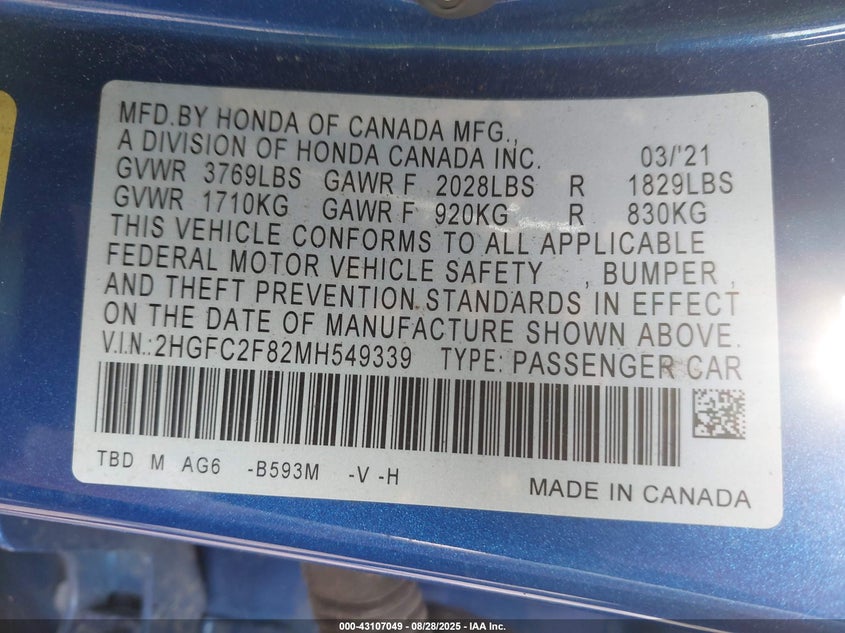 MFD.BY HONDA OF CANADA MFG.,
A DIVISION OF HONDA CANADA INC. 03/'21
GVWR 3769LBS GAWR F 2028LBS R 1829LBS
GVWR 1710KG GAWR F 920KG R 830KG
THIS VEHICLE CONFORMS TO ALL APPLICABLE
FEDERAL MOTOR VEHICLE SAFETY , BUMPER ,
AND THEFT PREVENTION STANDARDS IN EFFECT
ON THE DATE OF MANUFACTURE SHOWN ABOVE.
V.I.N.:2HGFC2F82MH549339 TYPE: PASSENGER CAR
TBD M AG6 -B593M -V -H
MADE IN CANADA
000-43107049 - 08/28/2025 - IAA Inc.